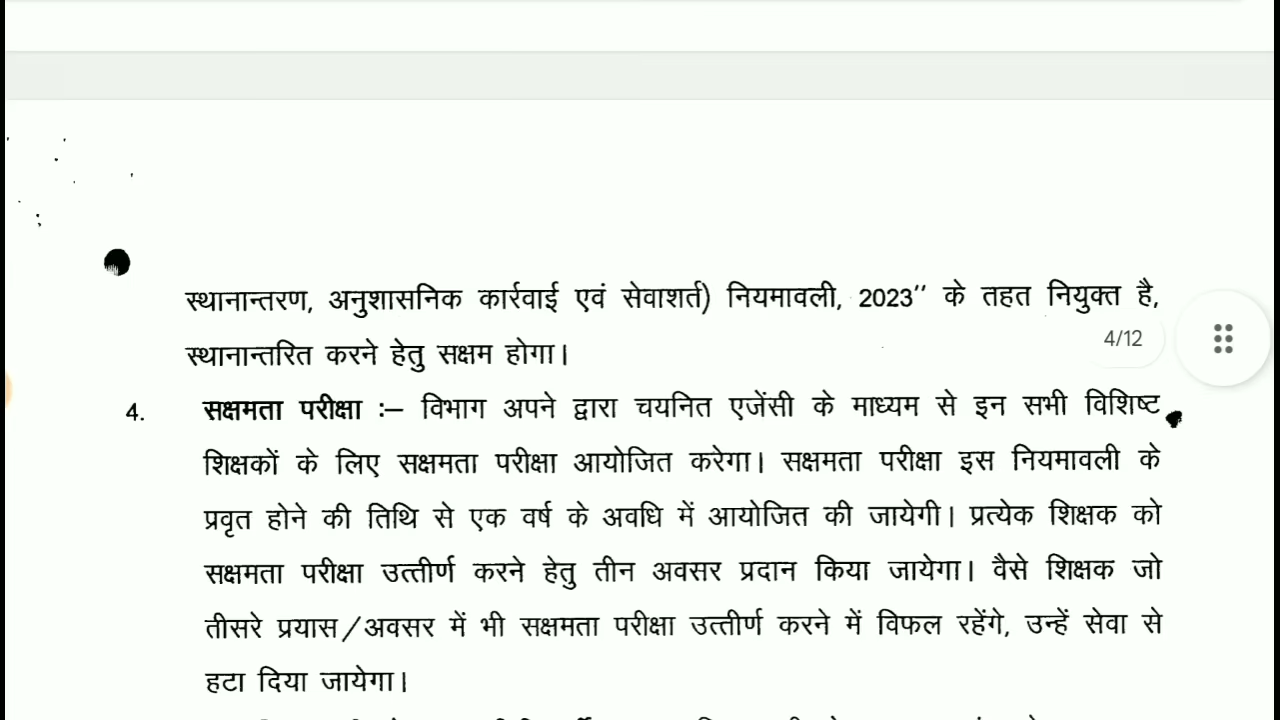 स्थानान्तरण, अनुशासनिक कार्रवाई एवं सेवाशर्त) नियमावली, 2023” के तहत नियुक्त है,
4/12
स्थानान्तरित करने हेतु सक्षम होगा।
4. सक्षमता परीक्षा :– विभाग अपने द्वारा चयनित एजेंसी के माध्यम से इन सभी विशिष्ट
शिक्षकों के लिए सक्षमता परीक्षा आयोजित करेगा। सक्षमता परीक्षा इस नियमावली के
प्रवृत होने की तिथि से एक वर्ष के अवधि में आयोजित की जायेगी। प्रत्येक शिक्षक को
सक्षमता परीक्षा उत्तीर्ण करने हेतु तीन अवसर प्रदान किया जायेगा। वैसे शिक्षक जो
तीसरे प्रयास/अवसर में भी सक्षमता परीक्षा उत्तीर्ण करने में विफल रहेंगे, उन्हें सेवा से
हटा दिया जायेगा।